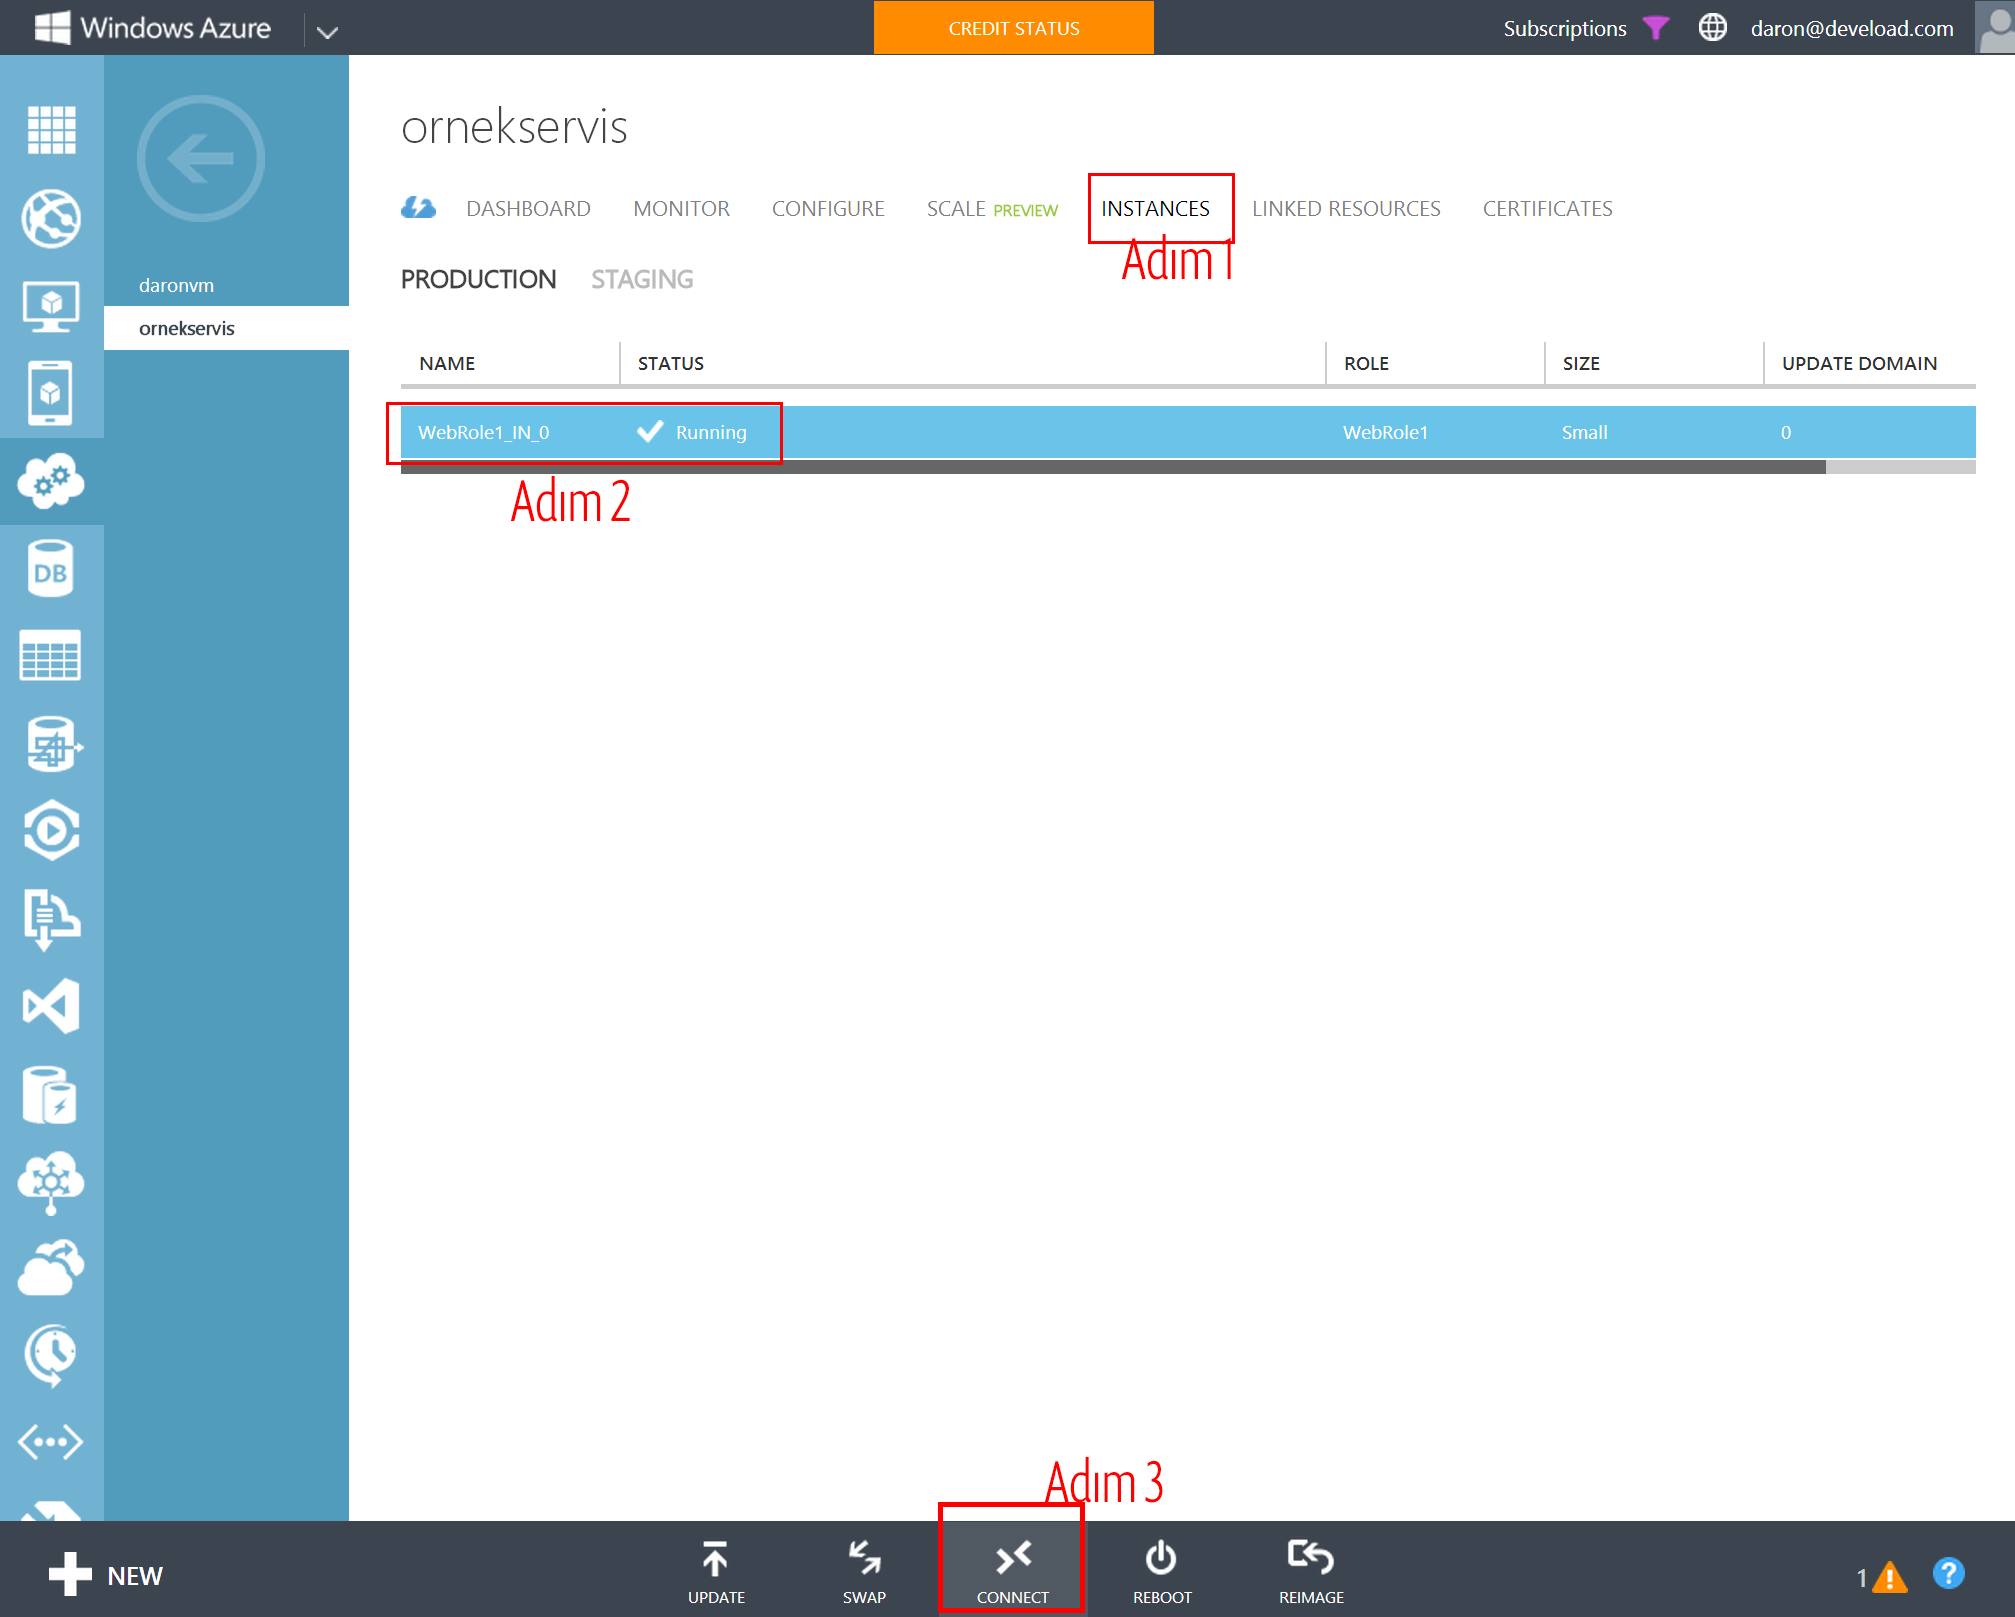 Windows Azure
CREDIT STATUS
Subscriptions
daron@deveload.com
ornekservis
DASHBOARD MONITOR CONFIGURE SCALE PREVIEW INSTANCES LINKED RESOURCES CERTIFICATES
Adım 1
PRODUCTION STAGING
daronvm
ornekservis
NAME STATUS ROLE SIZE UPDATE DOMAIN
WebRole1_IN_0 Running WebRole1 Small 0
Adım 2
DB
Adım 3
NEW
UPDATE SWAP CONNECT REBOOT REIMAGE
1